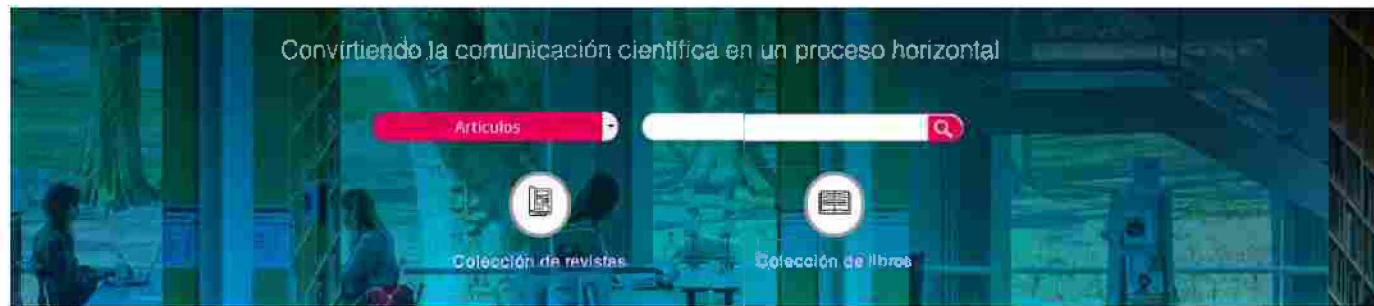 Convirtiendo la comunicación científica en un proceso horizontal
Artículos
Colección de revistas
Colección de libros